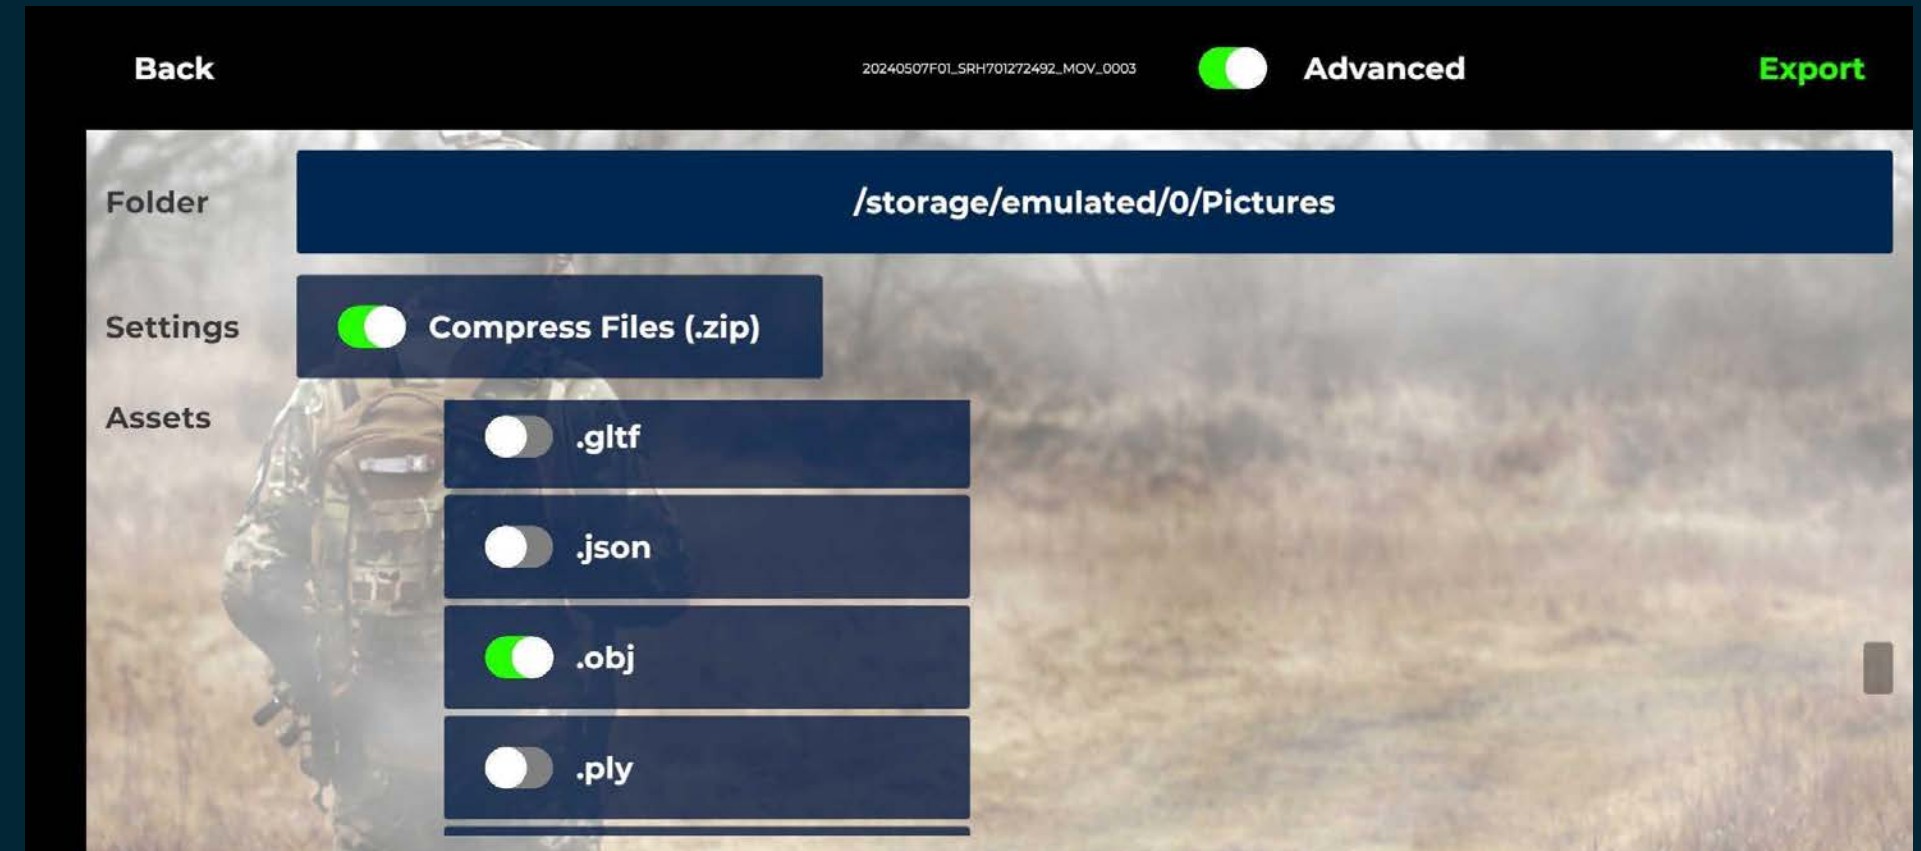 Back
20240507F01_SRH701272492_MOV_0003
Advanced
Export
Folder
/storage/emulated/0/Pictures
Settings
Compress Files (.zip)
Assets
.gltf
.json
.obj
.ply